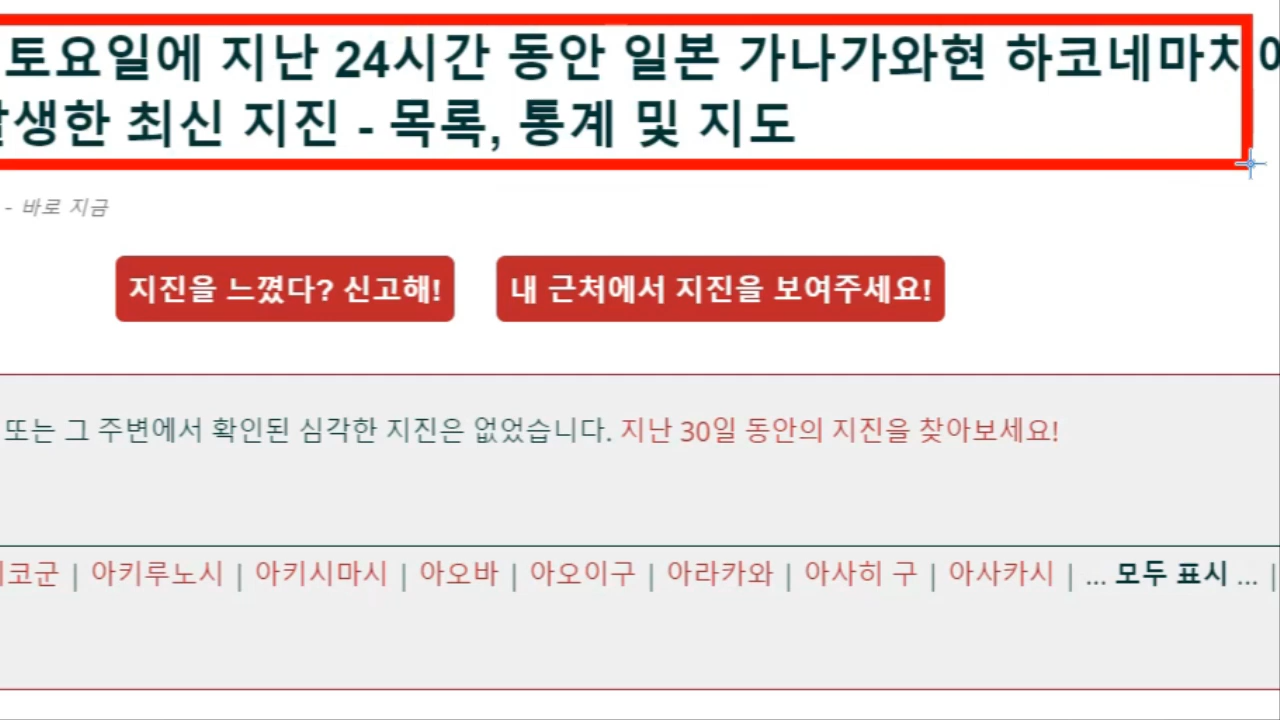 토요일에 지난 24시간 동안 일본 가나가와현 하코네마치
생한 최신 지진 - 목록, 통계 및 지도
- 바로 지금
지진을 느꼈다? 신고해!
내 근처에서 지진을 보여주세요!
또는 그 주변에서 확인된 심각한 지진은 없었습니다. 지난 30일 동안의 지진을 찾아보세요!
코군 | 아키루노시 | 아키시마시 | 아오바 | 아오이구 | 아라카와 | 아사히 구 | 아사카시 | ... 모두 표시 ... |